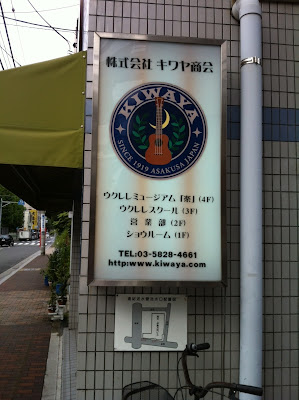 株式会社 キワヤ商会
KIWAYA
SINCE 1919 ASAKUSA JAPAN
ウクレレミュージアム「楽」(4F)
ウクレレスクール (3F)
営業部 (2F)
ショウルーム (1F)
TEL:03-5828-4661
http:www.kiwaya.com